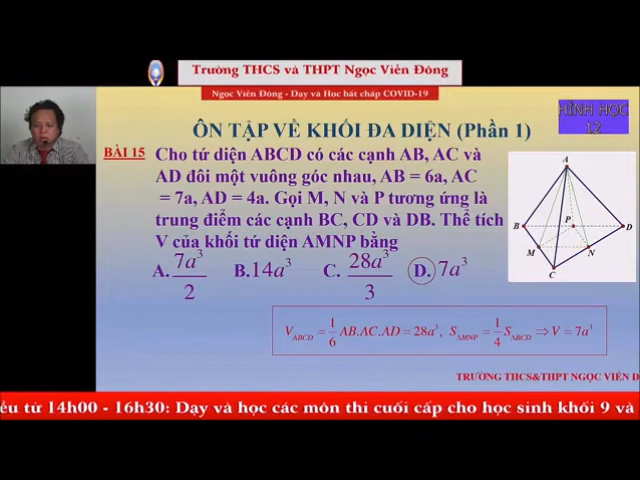 Trường THCS và THPT Ngọc Viễn Đông
Ngọc Viễn Đông - Dạy và Học bất chấp COVID-19
HÌNH HỌC
12
ÔN TẬP VỀ KHỐI ĐA DIỆN (Phần 1)
BÀI 15 Cho tứ diện ABCD có các cạnh AB, AC và
AD đôi một vuông góc nhau, AB = 6a, AC
= 7a, AD = 4a. Gọi M, N và P tương ứng là
trung điểm các cạnh BC, CD và DB. Thể tích
V của khối tứ diện AMNP bằng
A. 7a³/2 B. 14a³ C. 28a³/3 D. 7a³
A
B
P
D
M
N
C
V_ABCD = 1/6 AB.AC.AD = 28a³, S_ΔMNP = 1/4 S_ΔBCD ⇒ V = 7a³
TRƯỜNG THCS&THPT NGỌC VIỄN Đ
ều từ 14h00 - 16h30: Dạy và học các môn thi cuối cấp cho học sinh khối 9 và